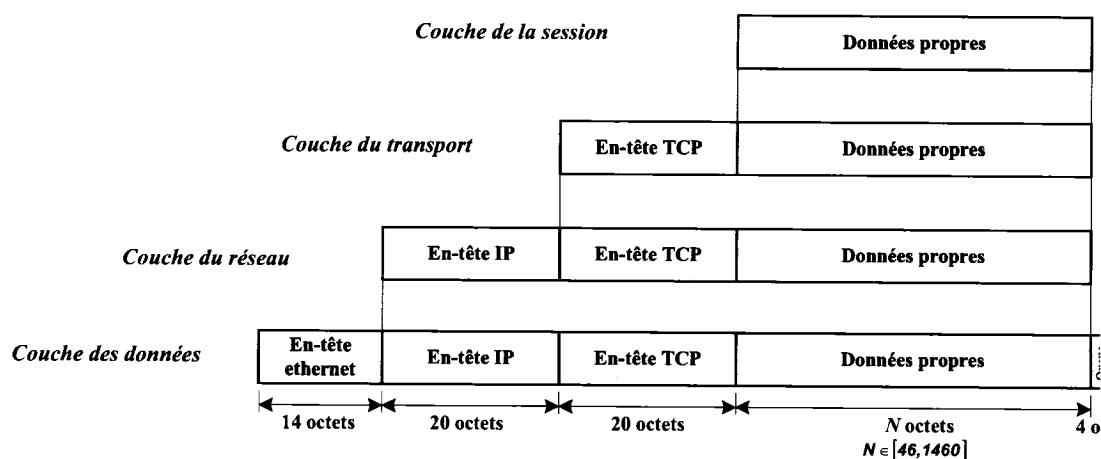 Couche de la session
Données propres
Couche du transport
En-tête TCP
Données propres
Couche du réseau
En-tête IP
En-tête TCP
Données propres
Couche des données
En-tête
ethernet
En-tête IP
En-tête TCP
Données propres
14 octets
20 octets
20 octets
N octets
4 o
N ∈ [46,1460]